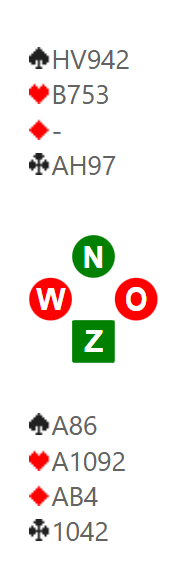 ♠HV942
♥B753
♦-
♣AH97
N
W O
Z
♠A86
♥A1092
♦AB4
♣1042